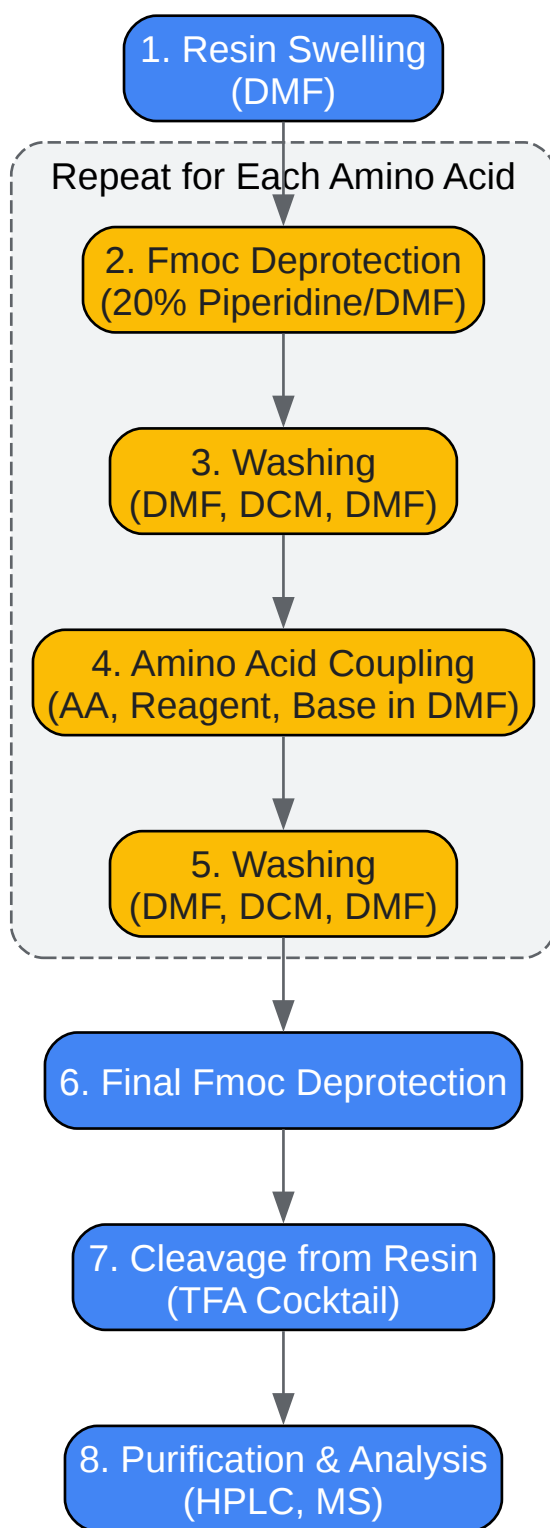 1. Resin Swelling
(DMF)
Repeat for Each Amino Acid
2. Fmoc Deprotection
(20% Piperidine/DMF)
3. Washing
(DMF, DCM, DMF)
4. Amino Acid Coupling
(AA, Reagent, Base in DMF)
5. Washing
(DMF, DCM, DMF)
6. Final Fmoc Deprotection
7. Cleavage from Resin
(TFA Cocktail)
8. Purification & Analysis
(HPLC, MS)